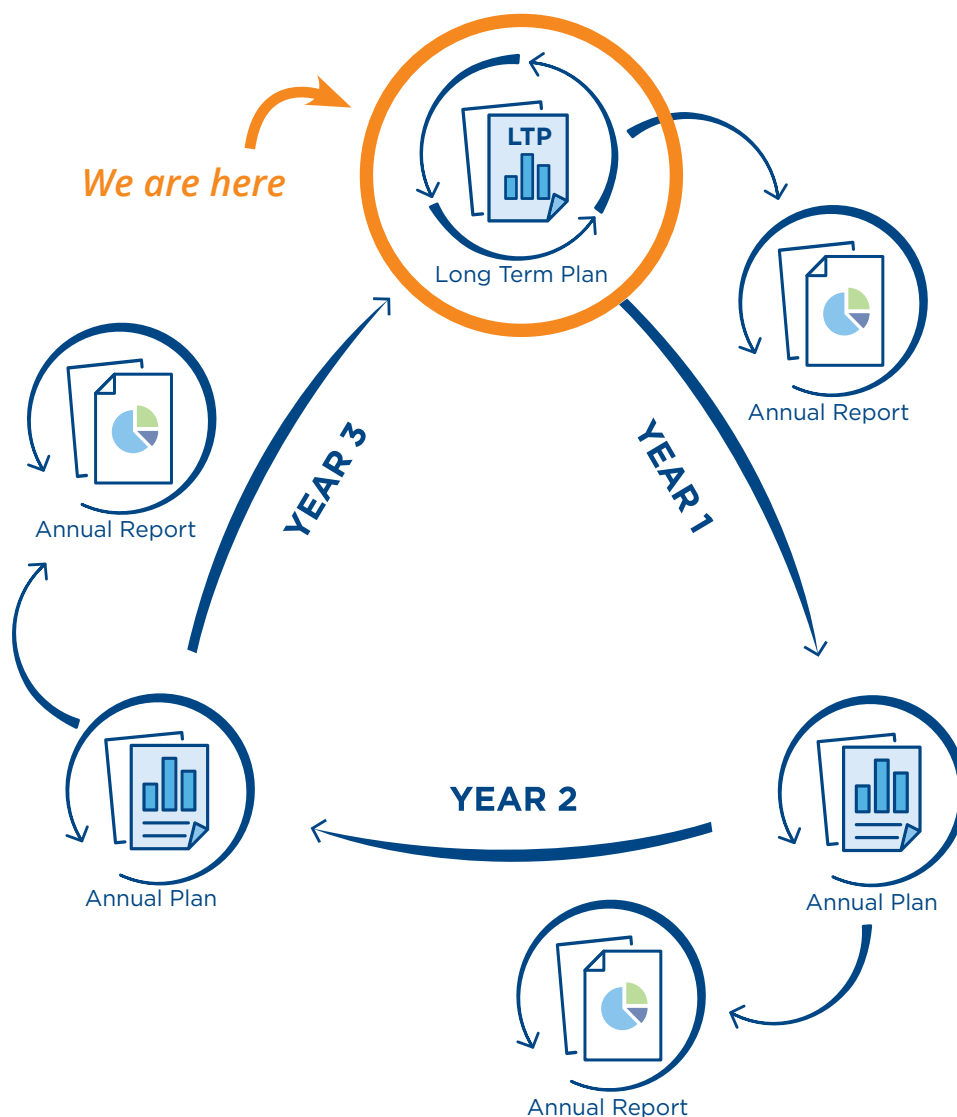 LTP
We are here
Long Term Plan
Annual Report
YEAR 1
YEAR 3
Annual Report
YEAR 2
Annual Plan
Annual Plan
Annual Report